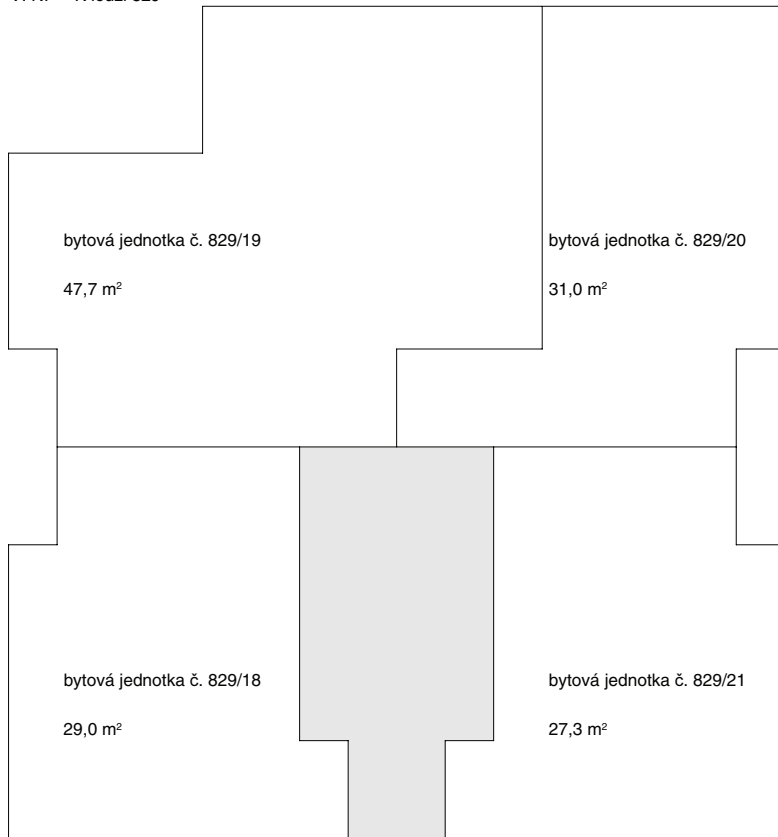 bytová jednotka č. 829/19
bytová jednotka č. 829/20
47,7 m²
31,0 m²
bytová jednotka č. 829/18
bytová jednotka č. 829/21
29,0 m²
27,3 m²